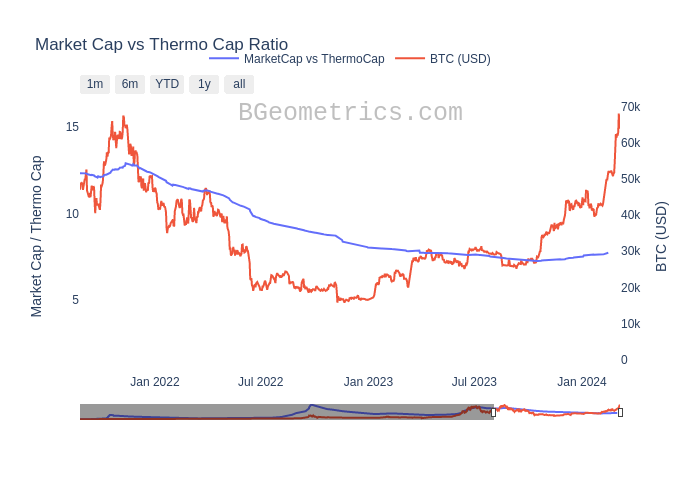 Market Cap vs Thermo Cap Ratio
MarketCap vs ThermoCap
BTC (USD)
1m
6m
YTD
1y
all
BGeometrics.com
15
10
5
Market Cap / Thermo Cap
70k
60k
50k
40k
30k
20k
10k
0
BTC (USD)
Jan 2022
Jul 2022
Jan 2023
Jul 2023
Jan 2024